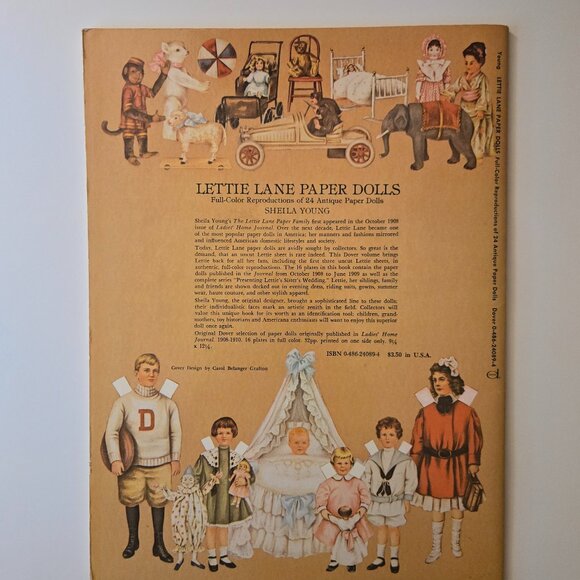 LETTIE LANE PAPER DOLLS
Full-Color Reproductions of 24 Antique Paper Dolls
SHEILA YOUNG
Sheila Young's The Lettie Lane Paper Family first appeared in the October 1908
issue of Ladies' Home Journal. Over the next decade, Lettie Lane became one
of the most popular paper dolls in America; her manners and fashions mirrored
and influenced American domestic lifestyles and society.
Today, Lettie Lane paper dolls are avidly sought by collectors. So great is the
demand, that an uncut Lettie sheet is rare indeed. This Dover volume brings
Lettie back for all her fans, including the first three uncut Lettie sheets, in
authentic, full-color reproductions. The 16 plates in this book contain the paper
dolls published in the Journal from October 1908 to June 1909 as well as the
complete series "Presenting Lettie's Sister's Wedding." Lettie, her siblings, family
and friends are shown decked out in evening dress, riding suits, gowns, summer
wear, haute couture, and other stylish apparel.
Sheila Young, the original designer, brought a sophisticated line to these dolls;
their individualistic faces mark an artistic zenith in the field. Collectors will
value this unique book for its worth as an identification tool; children, grand-
mothers, toy historians and Americana enthusiasts will want to enjoy this superior
doll once again.
Original Dover selection of paper dolls originally published in Ladies' Home
Journal, 1908-1910. 16 plates in full color. 32pp. printed on one side only. 9¼
x 12¼.
ISBN 0-486-24089-4 $3.50 in U.S.A.
Cover Design by Carol Belanger Grafton
D
Young LETTIE LANE PAPER DOLLS Full-Color Reproductions of 24 Antique Paper Dolls Dover 0-486-24089-4